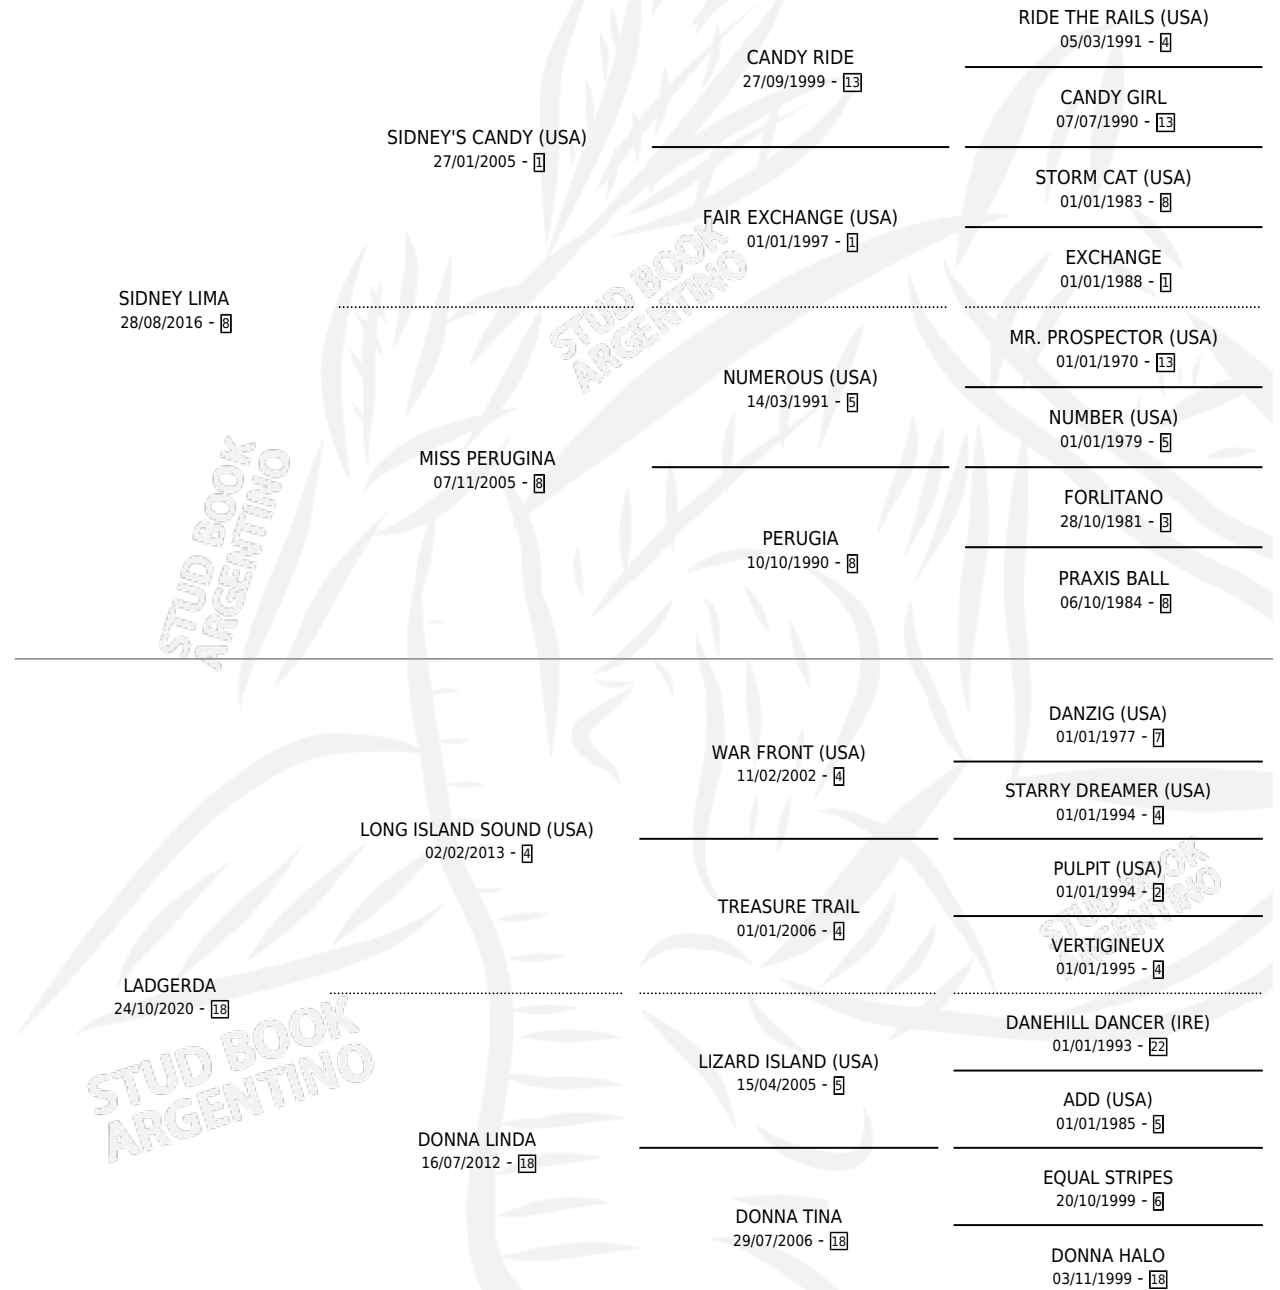 RIDE THE RAILS (USA)
05/03/1991 - 4
CANDY RIDE
27/09/1999 - 13
CANDY GIRL
07/07/1990 - 13
SIDNEY'S CANDY (USA)
27/01/2005 - 1
STORM CAT (USA)
01/01/1983 - 8
FAIR EXCHANGE (USA)
01/01/1997 - 1
EXCHANGE
01/01/1988 - 1
SIDNEY LIMA
28/08/2016 - 8
MR. PROSPECTOR (USA)
01/01/1970 - 13
NUMEROUS (USA)
14/03/1991 - 5
NUMBER (USA)
01/01/1979 - 5
MISS PERUGINA
07/11/2005 - 8
FORLITANO
28/10/1981 - 3
PERUGIA
10/10/1990 - 8
PRAXIS BALL
06/10/1984 - 8
DANZIG (USA)
01/01/1977 - 7
WAR FRONT (USA)
11/02/2002 - 4
STARRY DREAMER (USA)
01/01/1994 - 4
LONG ISLAND SOUND (USA)
02/02/2013 - 4
PULPIT (USA)
01/01/1994 - 2
TREASURE TRAIL
01/01/2006 - 4
VERTIGINEUX
01/01/1995 - 4
LADGERDA
24/10/2020 - 18
DANEHILL DANCER (IRE)
01/01/1993 - 22
LIZARD ISLAND (USA)
15/04/2005 - 5
ADD (USA)
01/01/1985 - 5
DONNA LINDA
16/07/2012 - 18
EQUAL STRIPES
20/10/1999 - 6
DONNA TINA
29/07/2006 - 18
DONNA HALO
03/11/1999 - 18
STUD BOOK
ARGENTINO
STUD BOOK
ARGENTINO
STUD BOOK
ARGENTINO
STUD BOOK
ARGENTINO